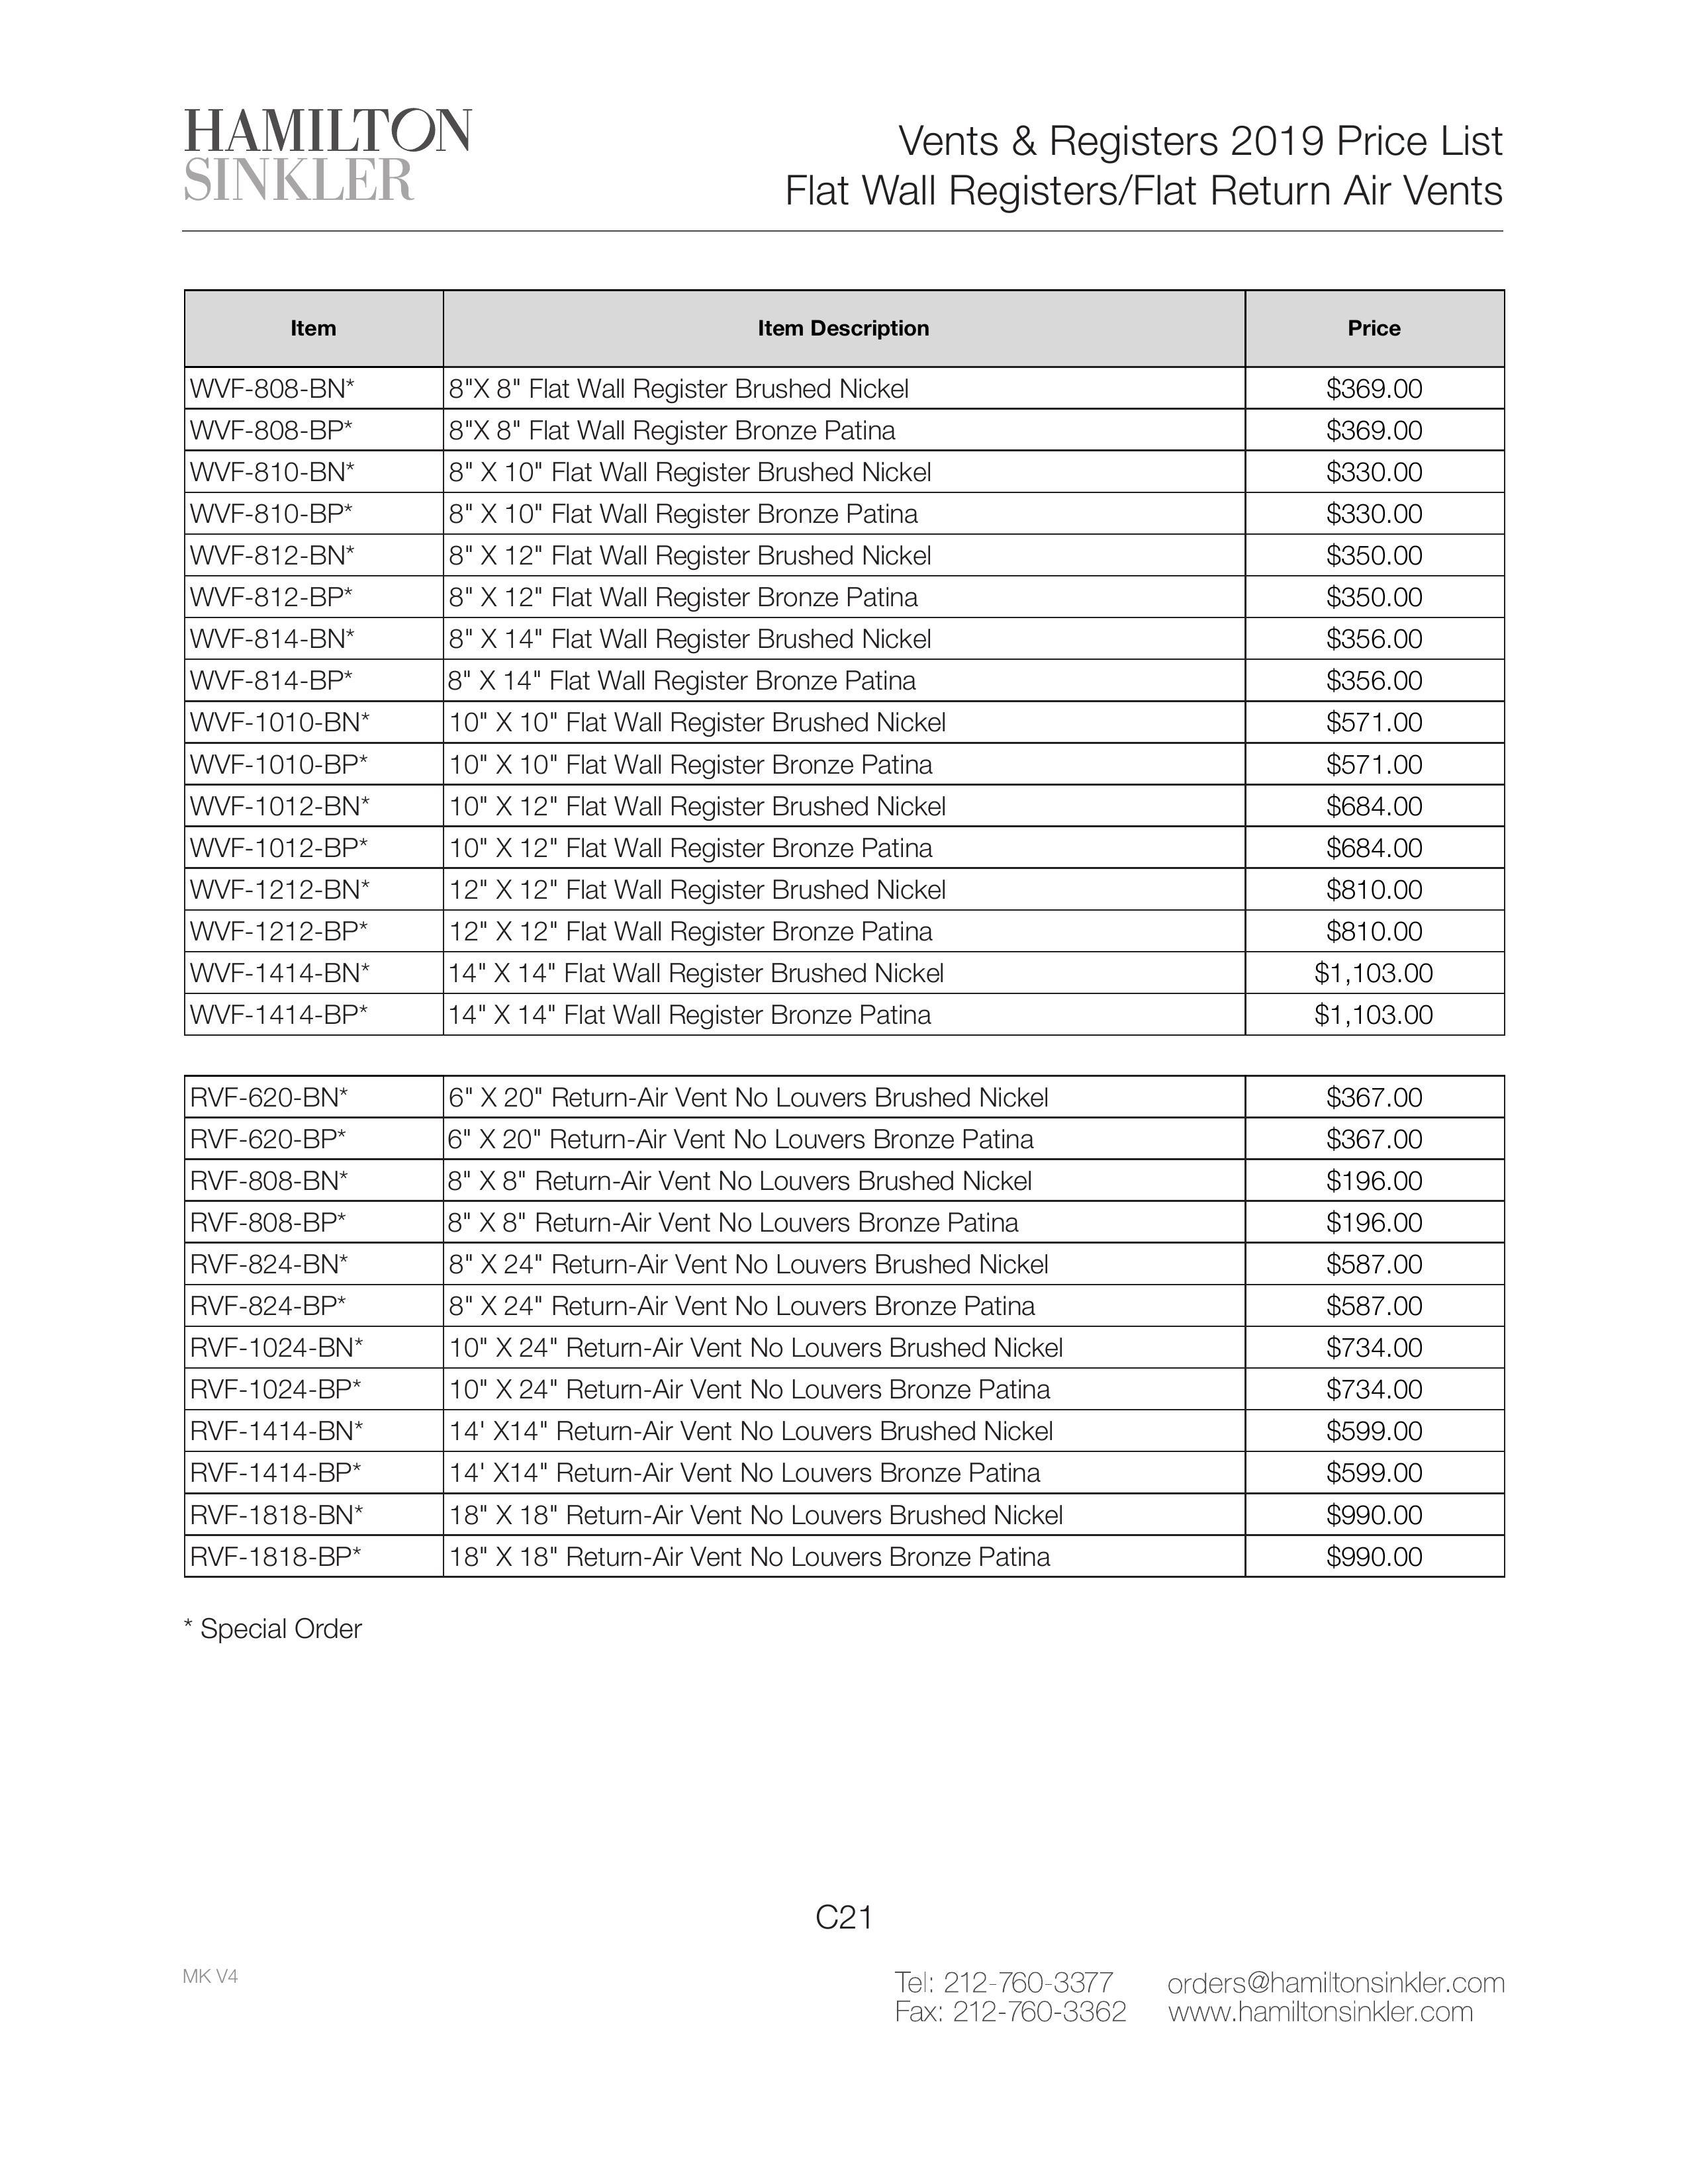 HAMILTON
SINKLER
Vents & Registers 2019 Price List
Flat Wall Registers/Flat Return Air Vents
Item Item Description Price
WVF-808-BN* 8"X 8" Flat Wall Register Brushed Nickel $369.00
WVF-808-BP* 8"X 8" Flat Wall Register Bronze Patina $369.00
WVF-810-BN* 8" X 10" Flat Wall Register Brushed Nickel $330.00
WVF-810-BP* 8" X 10" Flat Wall Register Bronze Patina $330.00
WVF-812-BN* 8" X 12" Flat Wall Register Brushed Nickel $350.00
WVF-812-BP* 8" X 12" Flat Wall Register Bronze Patina $350.00
WVF-814-BN* 8" X 14" Flat Wall Register Brushed Nickel $356.00
WVF-814-BP* 8" X 14" Flat Wall Register Bronze Patina $356.00
WVF-1010-BN* 10" X 10" Flat Wall Register Brushed Nickel $571.00
WVF-1010-BP* 10" X 10" Flat Wall Register Bronze Patina $571.00
WVF-1012-BN* 10" X 12" Flat Wall Register Brushed Nickel $684.00
WVF-1012-BP* 10" X 12" Flat Wall Register Bronze Patina $684.00
WVF-1212-BN* 12" X 12" Flat Wall Register Brushed Nickel $810.00
WVF-1212-BP* 12" X 12" Flat Wall Register Bronze Patina $810.00
WVF-1414-BN* 14" X 14" Flat Wall Register Brushed Nickel $1,103.00
WVF-1414-BP* 14" X 14" Flat Wall Register Bronze Patina $1,103.00
RVF-620-BN* 6" X 20" Return-Air Vent No Louvers Brushed Nickel $367.00
RVF-620-BP* 6" X 20" Return-Air Vent No Louvers Bronze Patina $367.00
RVF-808-BN* 8" X 8" Return-Air Vent No Louvers Brushed Nickel $196.00
RVF-808-BP* 8" X 8" Return-Air Vent No Louvers Bronze Patina $196.00
RVF-824-BN* 8" X 24" Return-Air Vent No Louvers Brushed Nickel $587.00
RVF-824-BP* 8" X 24" Return-Air Vent No Louvers Bronze Patina $587.00
RVF-1024-BN* 10" X 24" Return-Air Vent No Louvers Brushed Nickel $734.00
RVF-1024-BP* 10" X 24" Return-Air Vent No Louvers Bronze Patina $734.00
RVF-1414-BN* 14' X14" Return-Air Vent No Louvers Brushed Nickel $599.00
RVF-1414-BP* 14' X14" Return-Air Vent No Louvers Bronze Patina $599.00
RVF-1818-BN* 18" X 18" Return-Air Vent No Louvers Brushed Nickel $990.00
RVF-1818-BP* 18" X 18" Return-Air Vent No Louvers Bronze Patina $990.00
* Special Order
C21
MK V4
Tel: 212-760-3377 orders@hamiltonsinkler.com
Fax: 212-760-3362 www.hamiltonsinkler.com